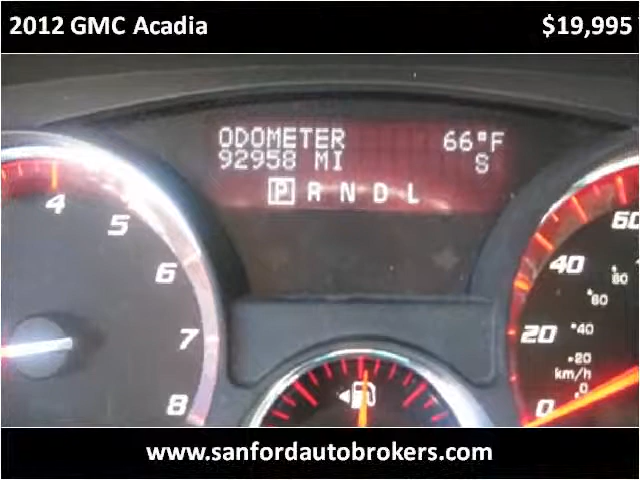 2012 GMC Acadia $19,995
ODOMETER 66°F
92958 MI S
P R N D L
4
5
6
7
8
60
40
20
0
80
60
40
20
km/h
0
www.sanfordautobrokers.com